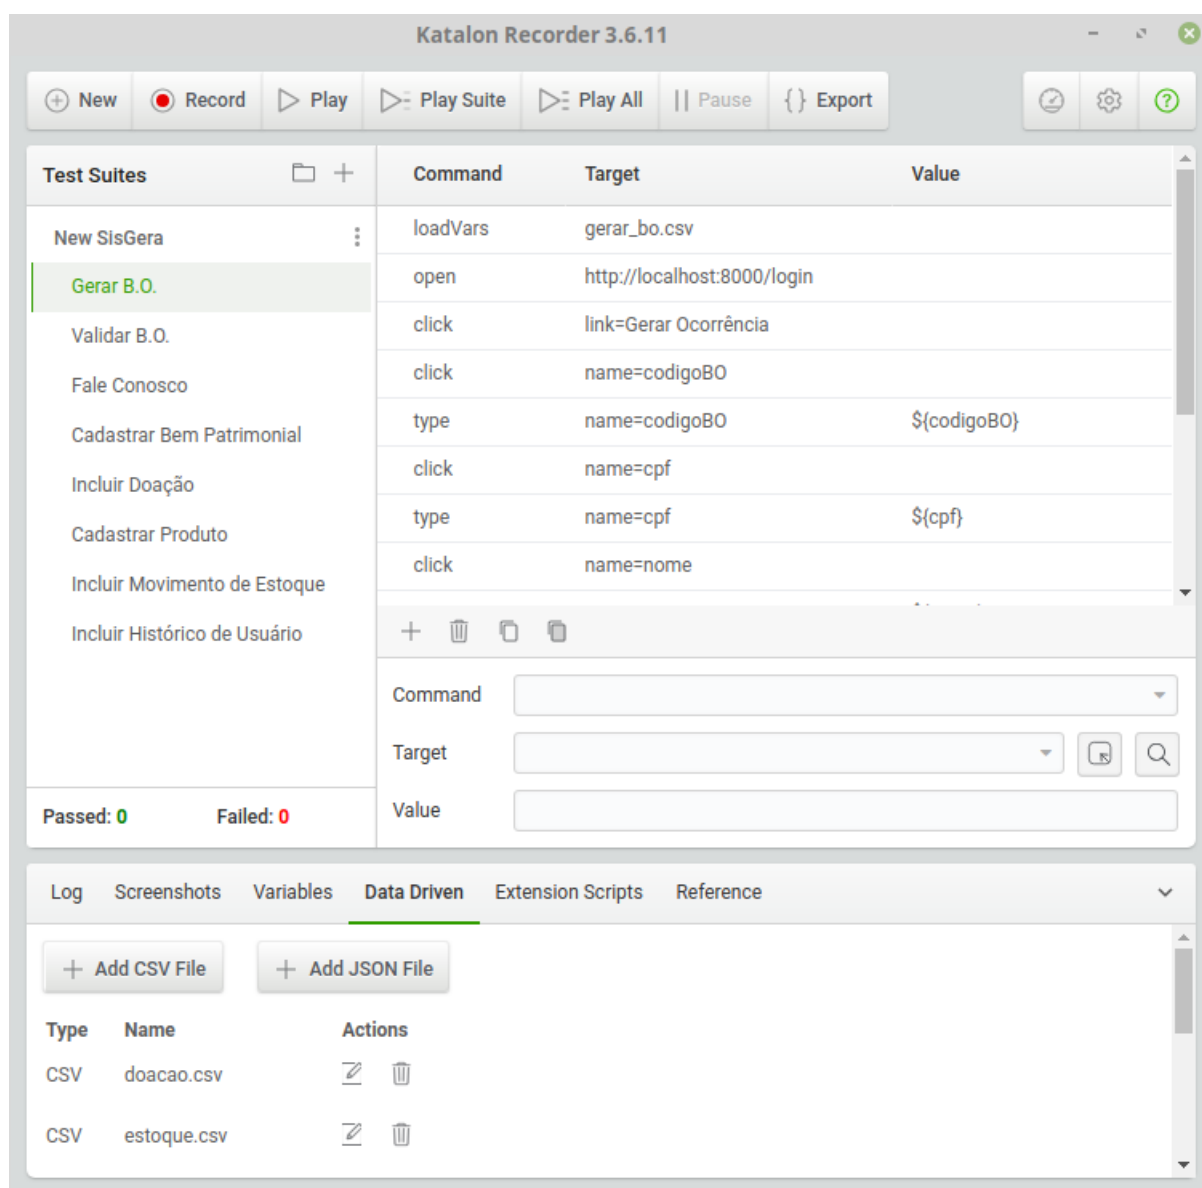 Katalon Recorder 3.6.11
New Record Play Play Suite Play All Pause Export
Test Suites
New SisGera
Gerar B.O.
Validar B.O.
Fale Conosco
Cadastrar Bem Patrimonial
Incluir Doação
Cadastrar Produto
Incluir Movimento de Estoque
Incluir Histórico de Usuário
Passed: 0 Failed: 0
Command Target Value
loadVars gerar_bo.csv
open http://localhost:8000/login
click link=Gerar Ocorrência
click name=codigoBO
type name=codigoBO ${codigoBO}
click name=cpf
type name=cpf ${cpf}
click name=nome
Command
Target
Value
Log Screenshots Variables Data Driven Extension Scripts Reference
Add CSV File Add JSON File
Type Name Actions
CSV doacao.csv
CSV estoque.csv